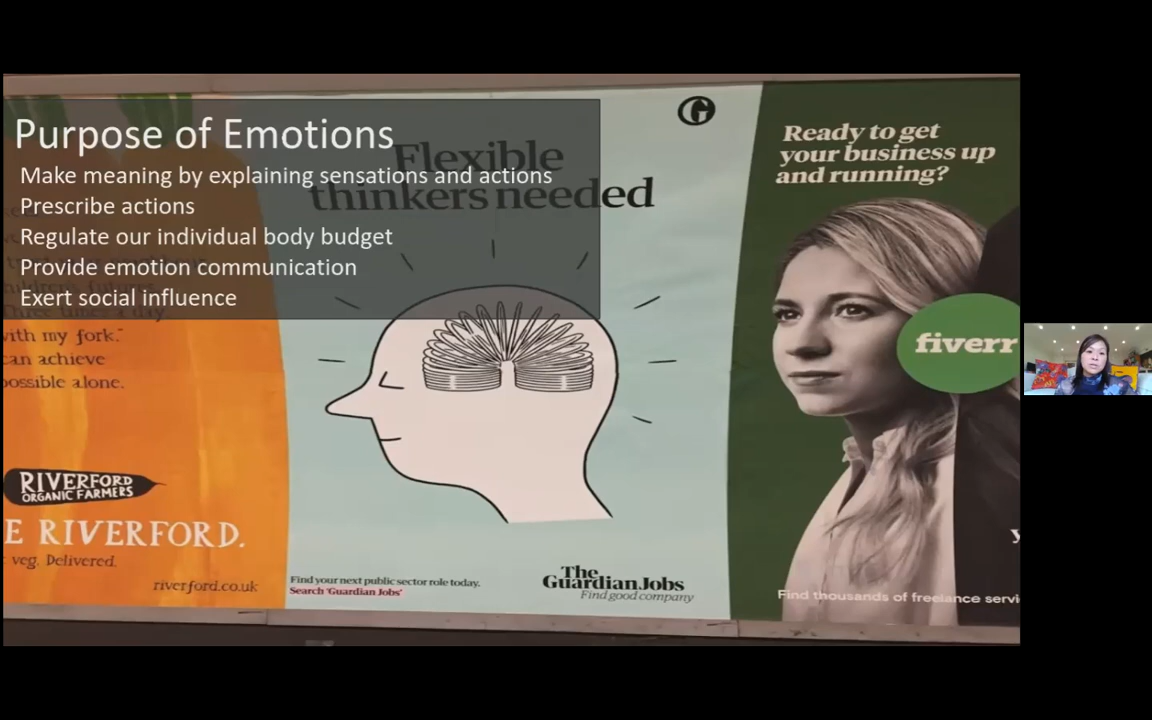 Purpose of Emotions
Make meaning by explaining sensations and actions
Prescribe actions
Regulate our individual body budget
Provide emotion communication
Exert social influence
with my fork."
can achieve
possible alone.
RIVERFORD
ORGANIC FARMERS
E RIVERFORD.
veg. Delivered.
riverford.co.uk
G
Flexible
thinkers needed
Find your next public sector role today.
Search 'Guardian Jobs'
The
Guardian Jobs
Find good company
Ready to get
your business up
and running?
fiverr
Find thousands of freelance servi